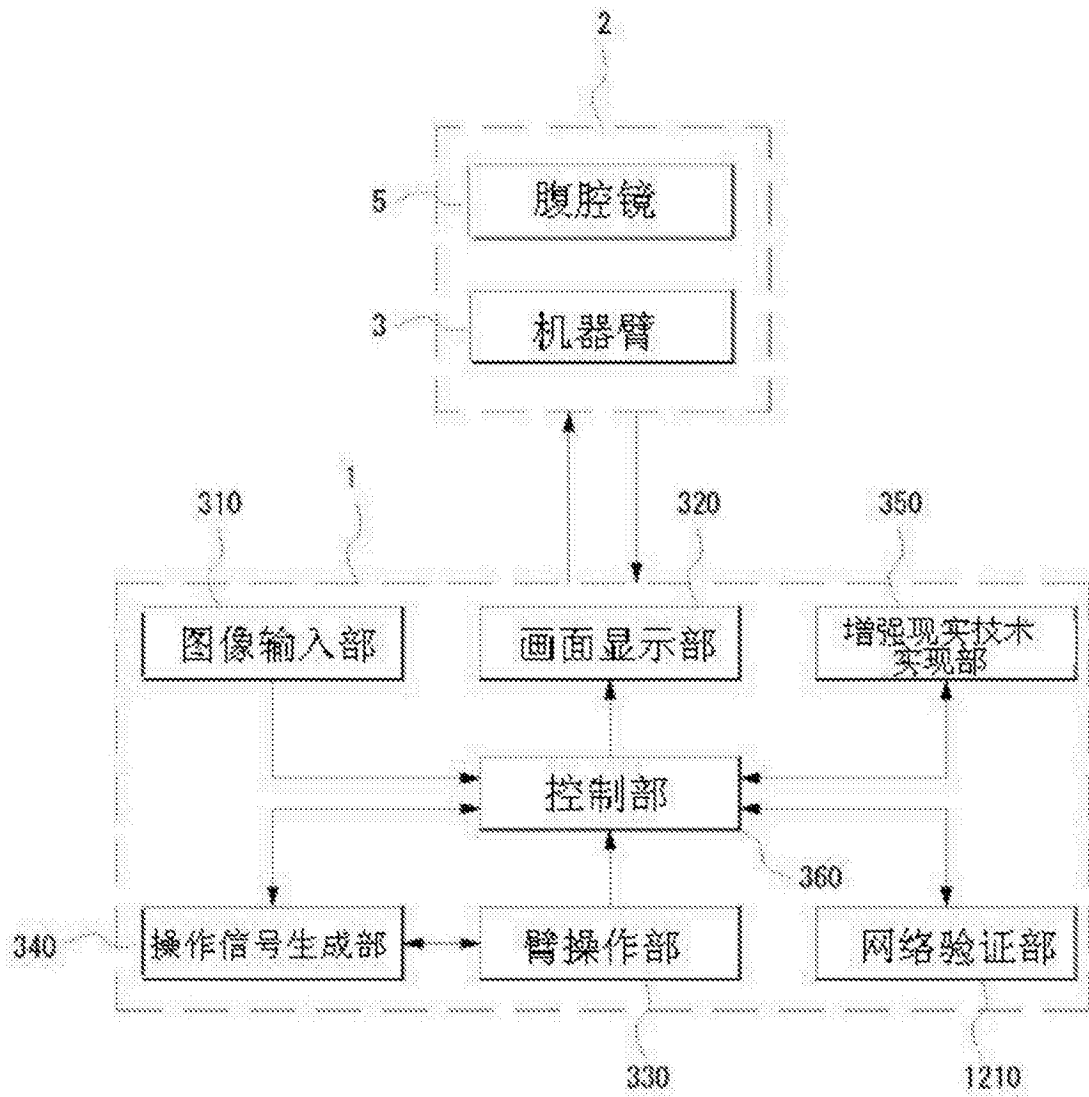 2
5
腹腔镜
3
机器臂
1
310
320
350
图像输入部
画面显示部
增强现实技术
实现部
控制部
360
340
操作信号生成部
臂操作部
网络验证部
330
1210